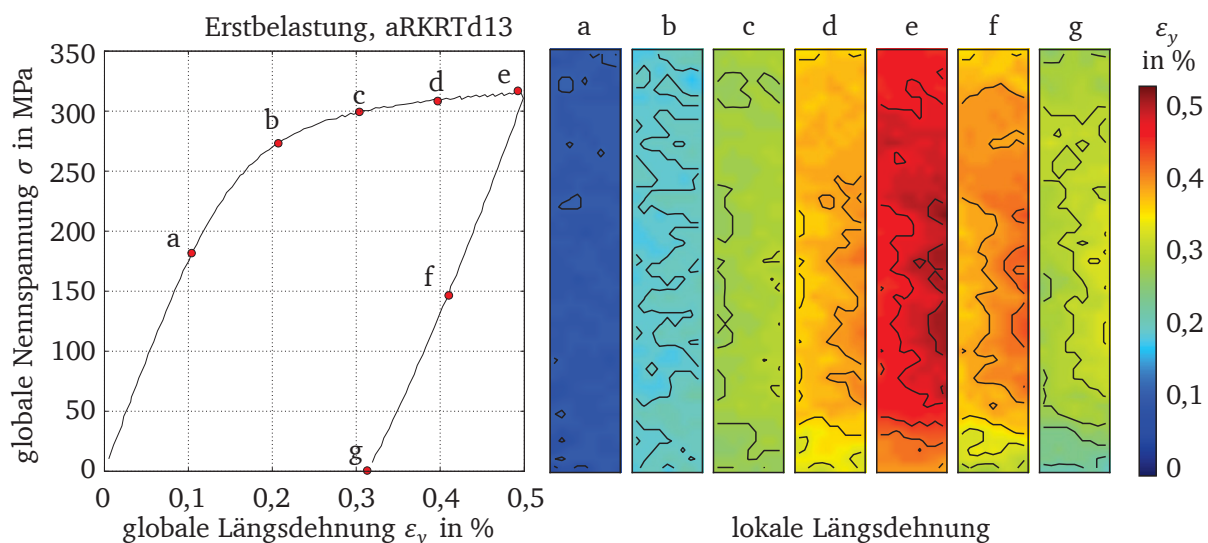 Erstbelastung, aRKRTd13
globale Nennspannung σ in MPa
350
300
250
200
150
100
50
0
a
b
c
d
e
f
g
0
0,1
0,2
0,3
0,4
0,5
globale Längsdehnung εy in %
a
b
c
d
e
f
g
lokale Längsdehnung
εy
in %
0,5
0,4
0,3
0,2
0,1
0